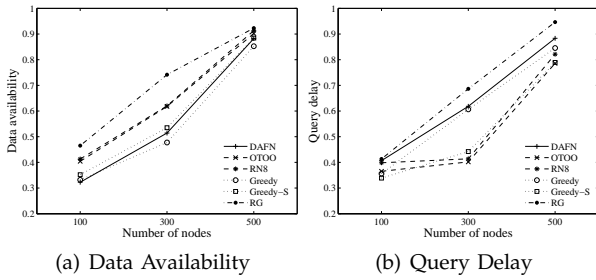 1
0.9
0.8
0.7
0.6
0.5
0.4
0.3
0.2
Data availability
100
300
500
Number of nodes
DAFN
OTOO
RN8
Greedy
Greedy-S
RG
(a) Data Availability
1
0.9
0.8
0.7
0.6
0.5
0.4
0.3
0.2
Query delay
100
300
500
Number of nodes
DAFN
OTOO
RN8
Greedy
Greedy-S
RG
(b) Query Delay